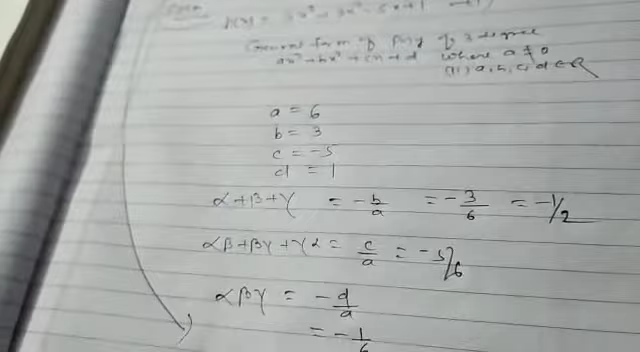 General form of Poly of 3 degree
ax³+bx²+cx+d where a ≠ 0
a, b, c, d ∈ R
a = 6
b = 3
c = -5
d = 1
α+β+γ = -b/a = -3/6 = -1/2
αβ+βγ+γα = c/a = -5/6
αβγ = -d/a
= -1/6